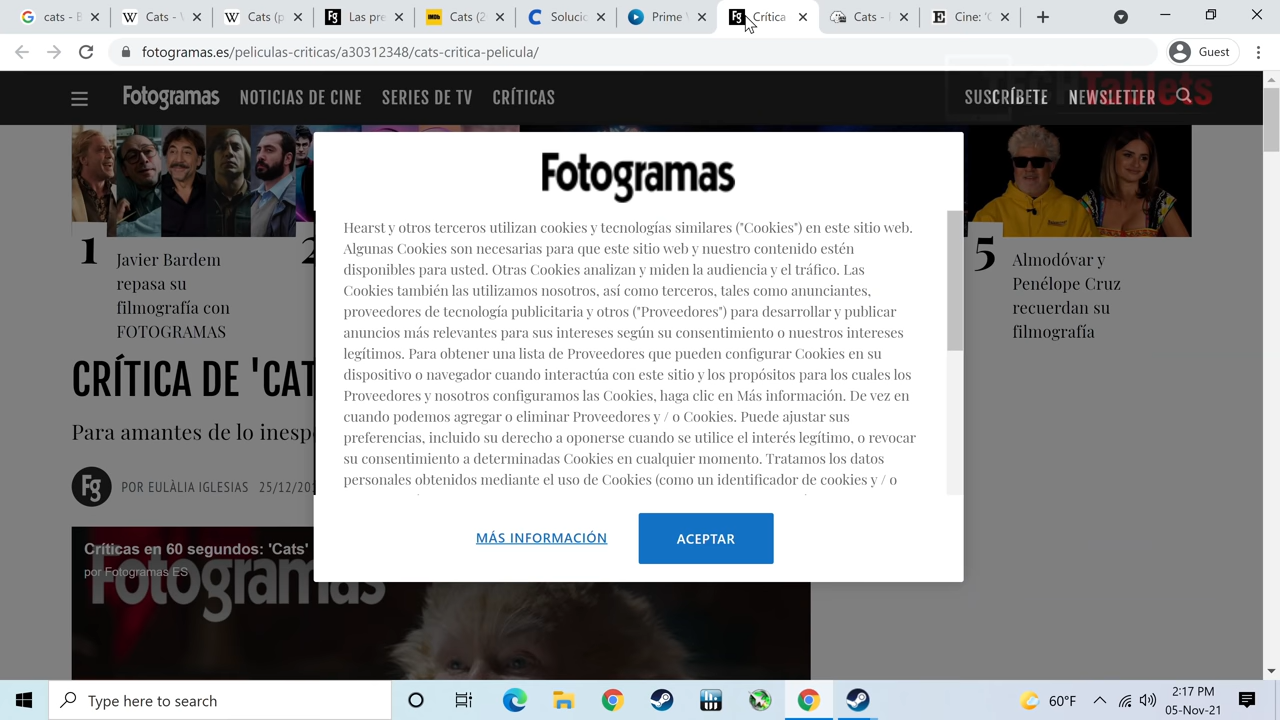 cats - B
Cats - W
Cats (p
Las pre
Cats (2
Solucio
Prime V
Crítica
Cats -
Cine: 'C
fotogramas.es/peliculas-criticas/a30312348/cats-critica-pelicula/
Guest
Fotogramas
NOTICIAS DE CINE
SERIES DE TV
CRÍTICAS
SUSCRÍBETE
NEWSLETTER
TECHTablets
1
Javier Bardem
repasa su
filmografía con
FOTOGRAMAS
2
5
Almodóvar y
Penélope Cruz
recuerdan su
filmografía
CRÍTICA DE 'CAT
Para amantes de lo inesp
Fg
POR EULÀLIA IGLESIAS 25/12/20
Críticas en 60 segundos: 'Cats'
por Fotogramas ES
Fotogramas
Fotogramas
Hearst y otros terceros utilizan cookies y tecnologías similares ("Cookies") en este sitio web.
Algunas Cookies son necesarias para que este sitio web y nuestro contenido estén
disponibles para usted. Otras Cookies analizan y miden la audiencia y el tráfico. Las
Cookies también las utilizamos nosotros, así como terceros, tales como anunciantes,
proveedores de tecnología publicitaria y otros ("Proveedores") para desarrollar y publicar
anuncios más relevantes para sus intereses según su consentimiento o nuestros intereses
legítimos. Para obtener una lista de Proveedores que pueden configurar Cookies en su
dispositivo o navegador cuando interactúa con este sitio y los propósitos para los cuales los
Proveedores y nosotros configuramos las Cookies, haga clic en Más información. De vez en
cuando podemos agregar o eliminar Proveedores y / o Cookies. Puede ajustar sus
preferencias, incluido su derecho a oponerse cuando se utilice el interés legítimo, o revocar
su consentimiento a determinadas Cookies en cualquier momento. Tratamos los datos
personales obtenidos mediante el uso de Cookies (como un identificador de cookies y / o
MÁS INFORMACIÓN
ACEPTAR
Type here to search
60°F
2:17 PM
05-Nov-21